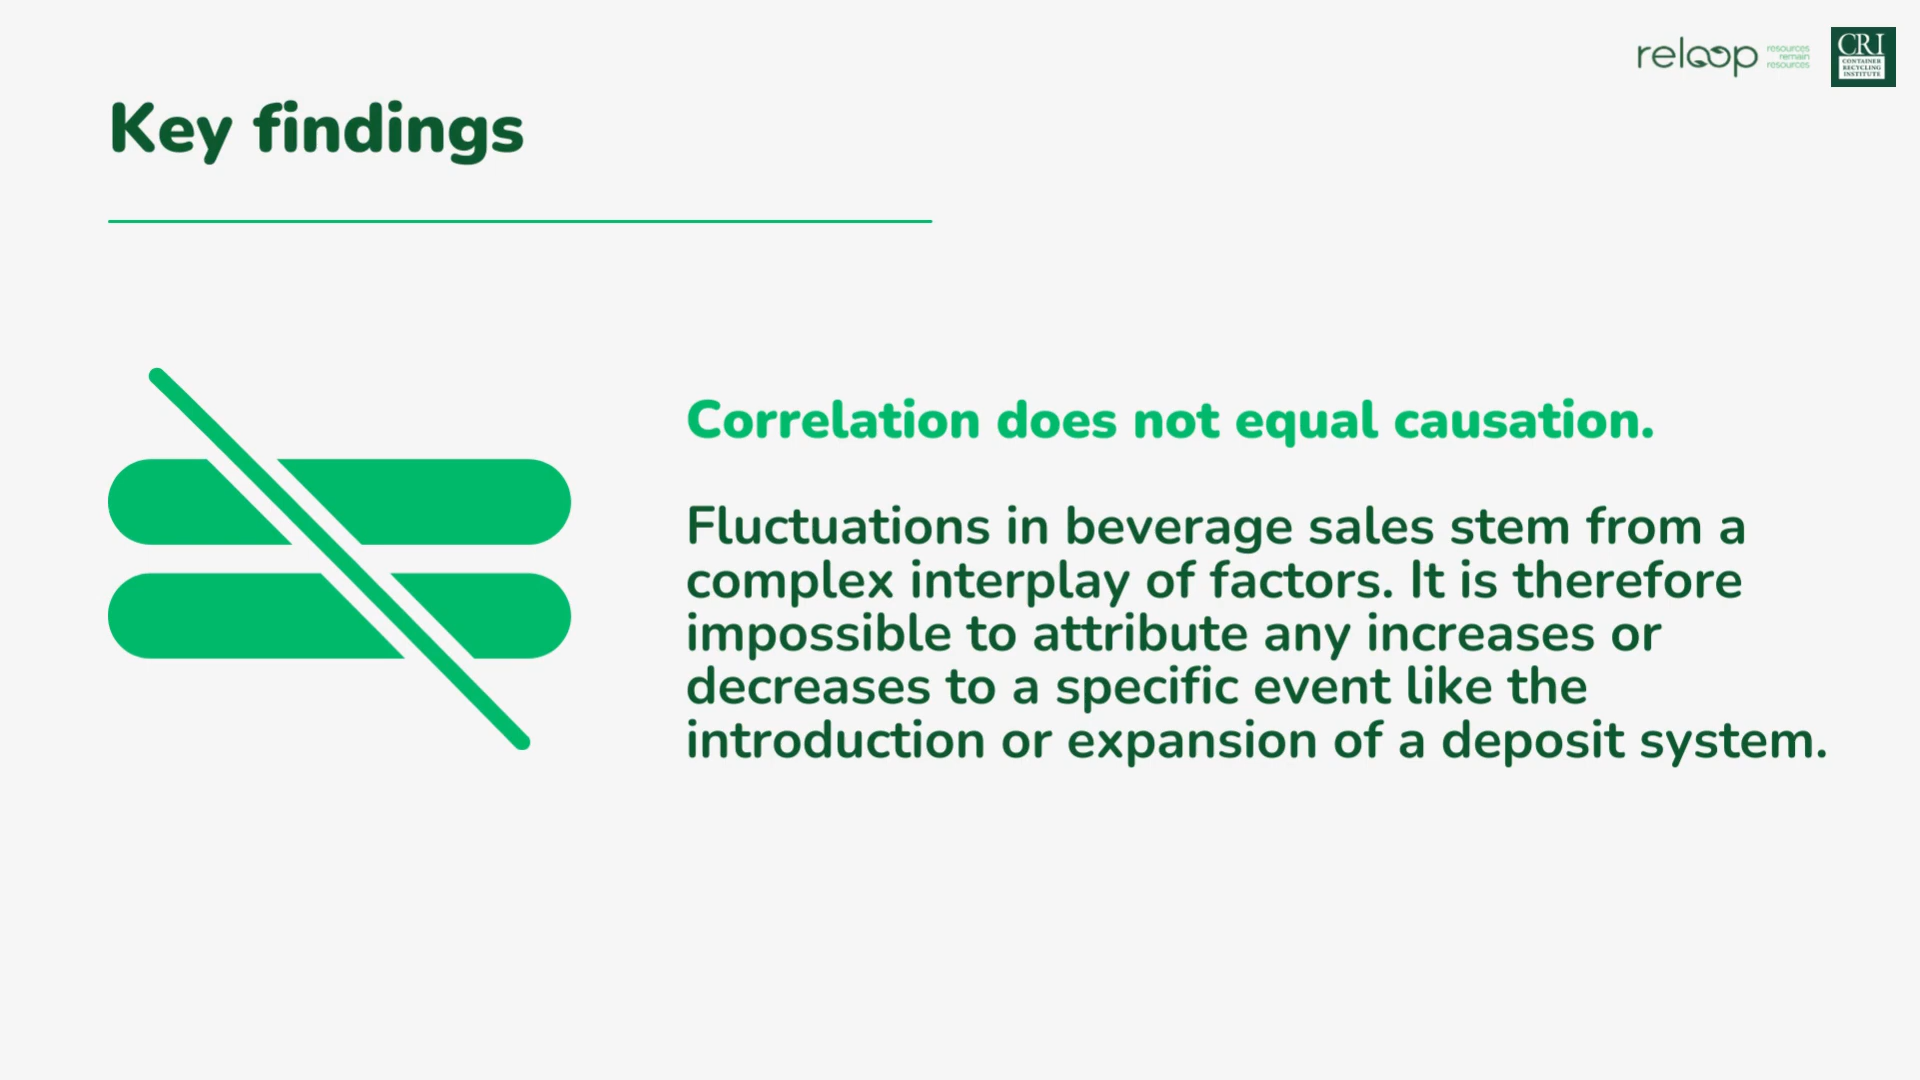 reloop
resources
remain
resources
CRI
CONTAINER
RECYCLING
INSTITUTE
Key findings
Correlation does not equal causation.
Fluctuations in beverage sales stem from a
complex interplay of factors. It is therefore
impossible to attribute any increases or
decreases to a specific event like the
introduction or expansion of a deposit system.